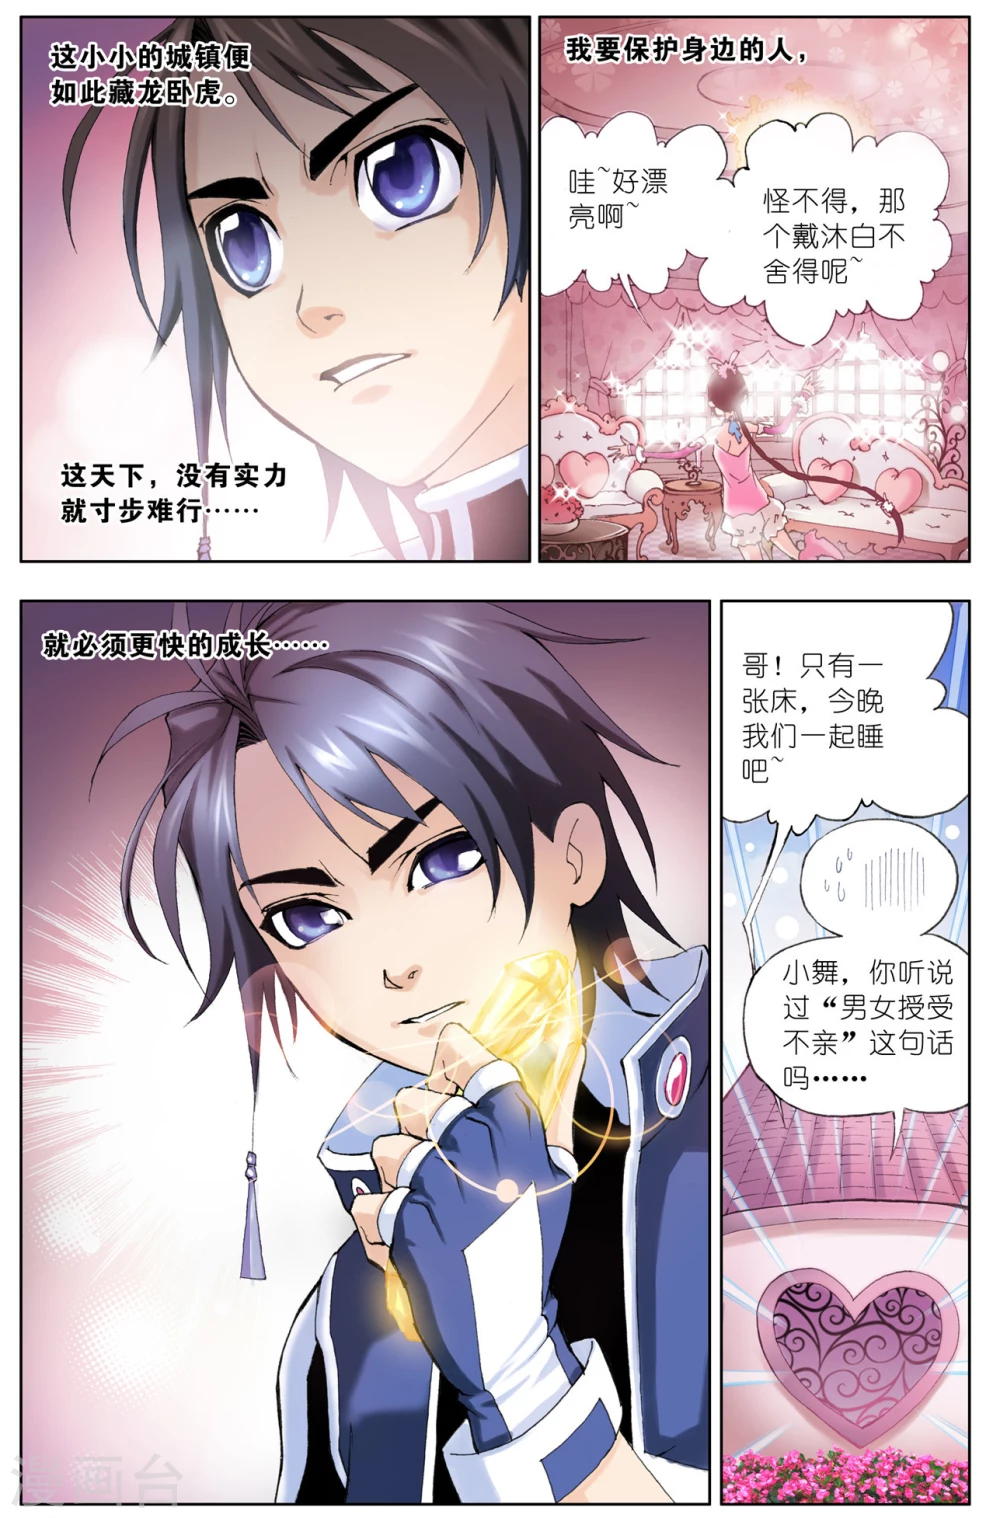 这小小的城镇便
如此藏龙卧虎。
这天下，没有实力
就寸步难行……
我要保护身边的人，
哇~好漂
亮啊~
怪不得，那
个戴沐白不
舍得呢~
就必须更快的成长……
哥！只有一
张床，今晚
我们一起睡
吧~
小舞，你听说
过“男女授受
不亲”这句话
吗……
漫画台